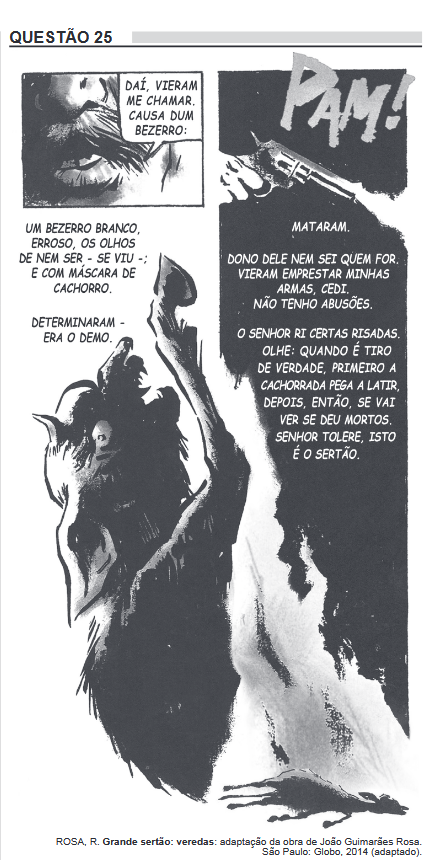 QUESTÃO 25
DAÍ, VIERAM
ME CHAMAR.
CAUSA DUM
BEZERRO:
PAM!
UM BEZERRO BRANCO,
ERROSO, OS OLHOS
DE NEM SER - SE VIU -;
E COM MÁSCARA DE
CACHORRO.
DETERMINARAM -
ERA O DEMO.
MATARAM.
DONO DELE NEM SEI QUEM FOR.
VIERAM EMPRESTAR MINHAS
ARMAS, CEDI.
NÃO TENHO ABUSÕES.
O SENHOR RI CERTAS RISADAS.
OLHE: QUANDO É TIRO
DE VERDADE, PRIMEIRO A
CACHORRADA PEGA A LATIR,
DEPOIS, ENTÃO, SE VAI
VER SE DEU MORTOS.
SENHOR TOLERE, ISTO
É O SERTÃO.
ROSA, R. Grande sertão: veredas: adaptação da obra de João Guimarães Rosa.
São Paulo: Globo, 2014 (adaptado).